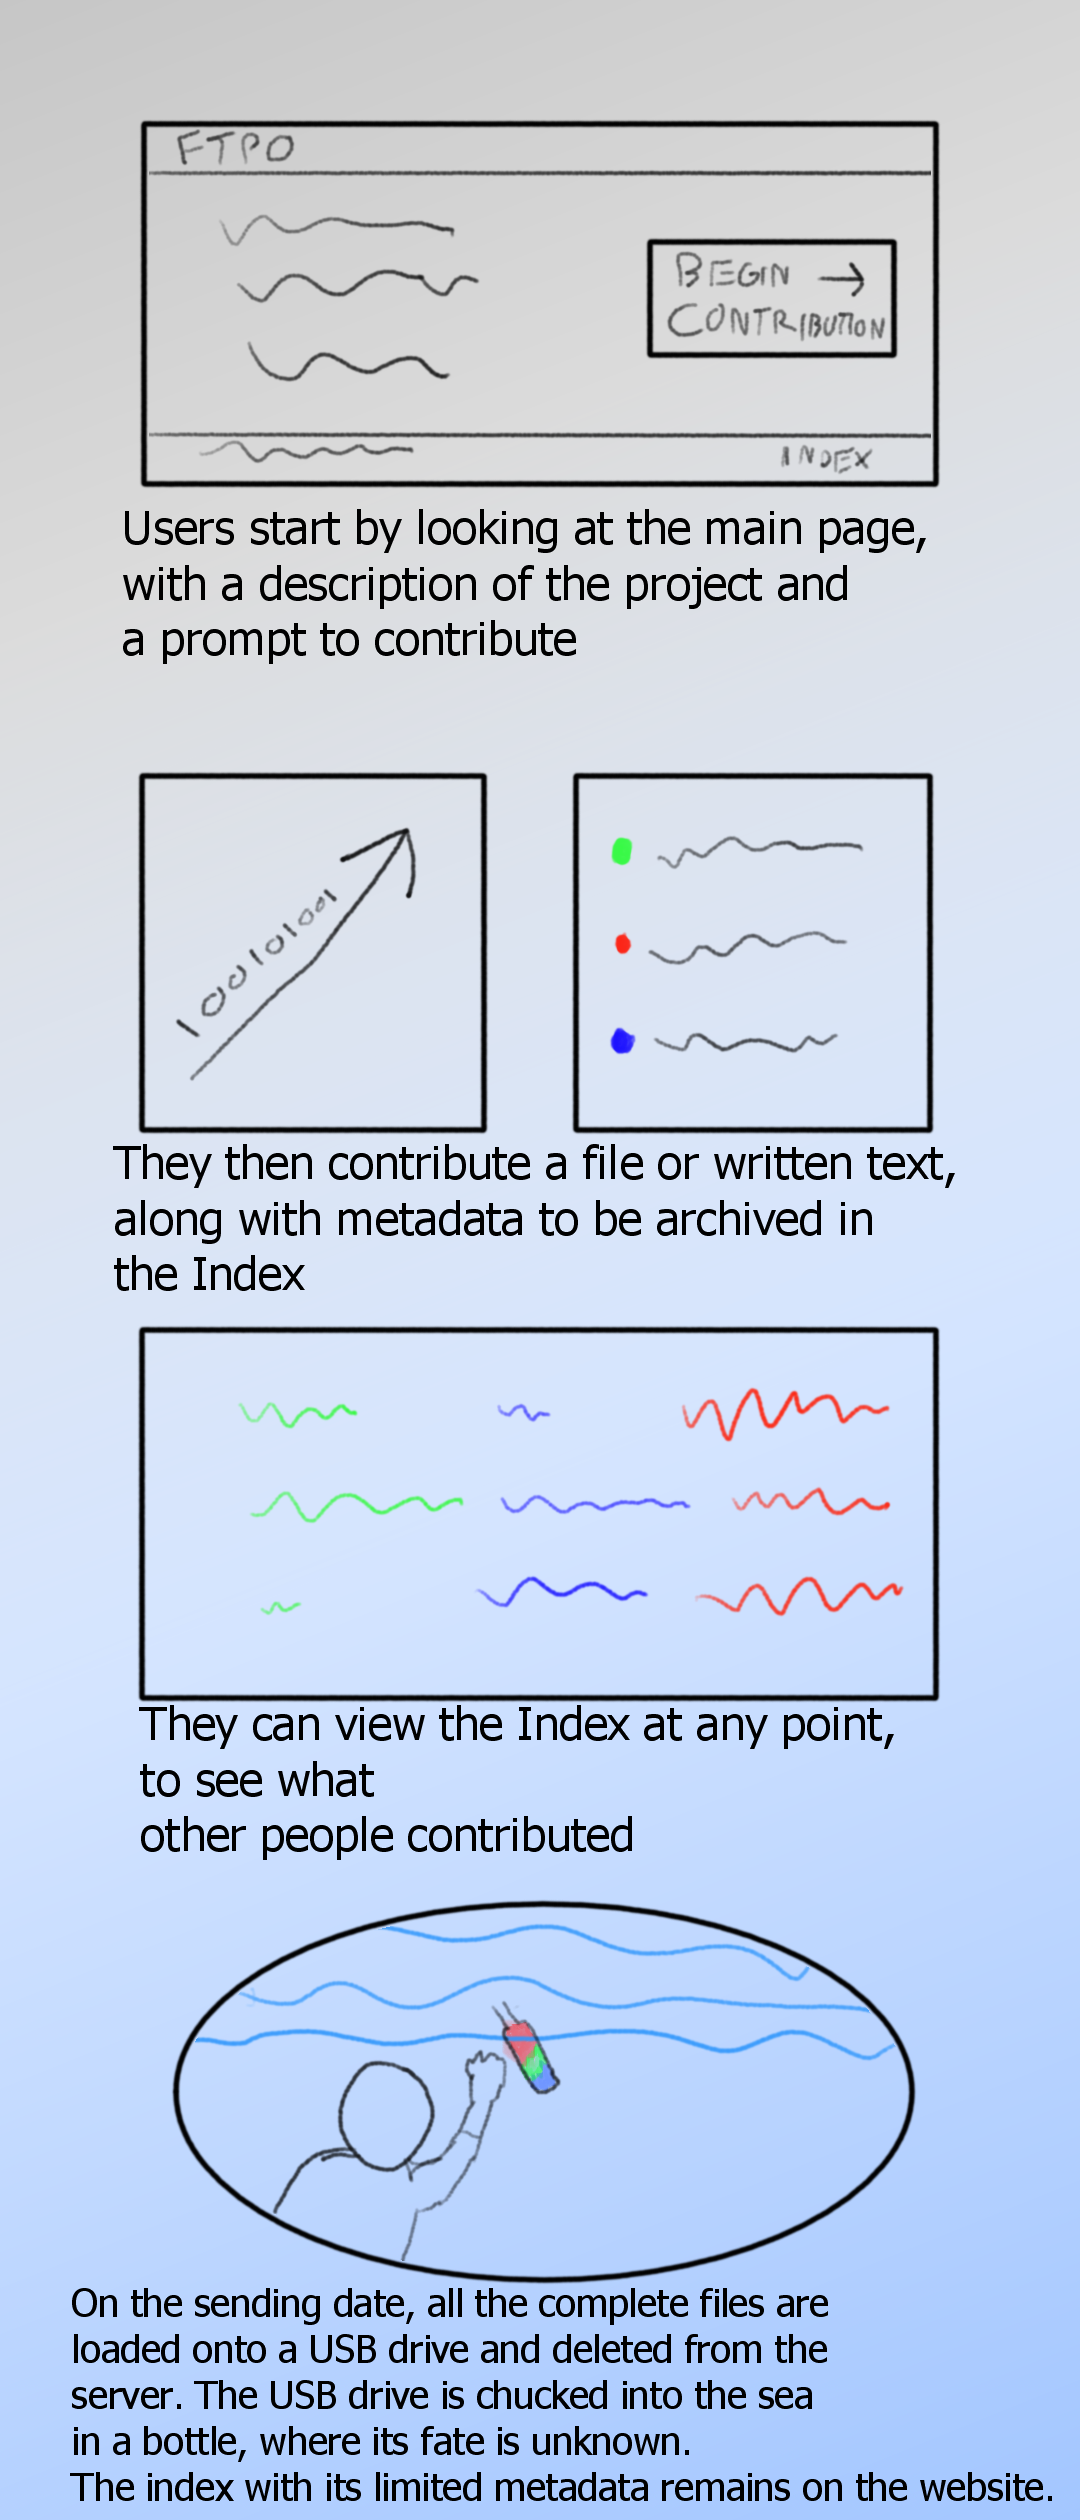 FTPO
BEGIN →
CONTRIBUTION
INDEX
Users start by looking at the main page,
with a description of the project and
a prompt to contribute
100101001
They then contribute a file or written text,
along with metadata to be archived in
the Index
They can view the Index at any point,
to see what
other people contributed
On the sending date, all the complete files are
loaded onto a USB drive and deleted from the
server. The USB drive is chucked into the sea
in a bottle, where its fate is unknown.
The index with its limited metadata remains on the website.